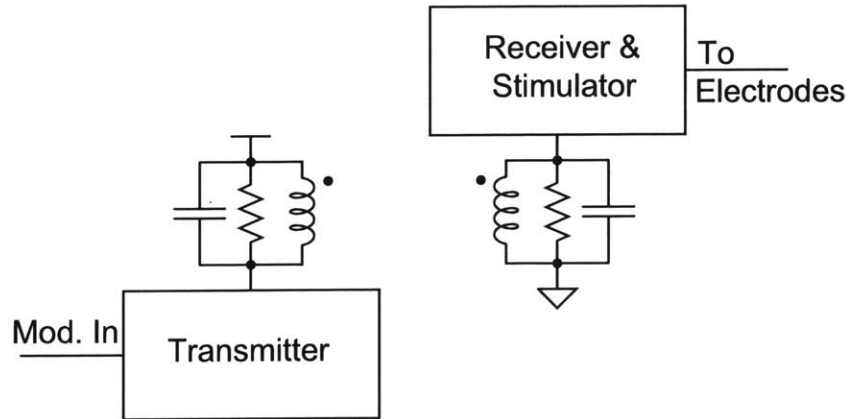 Receiver &
Stimulator
To
Electrodes
Mod. In
Transmitter